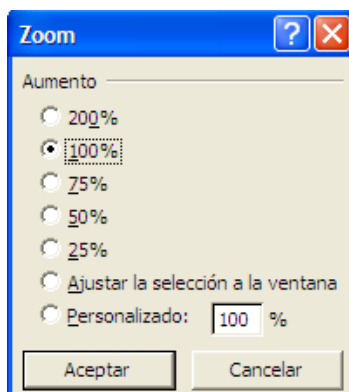 Zoom
Aumento
200%
100%
75%
50%
25%
Ajustar la selección a la ventana
Personalizado: 100 %
Aceptar Cancelar